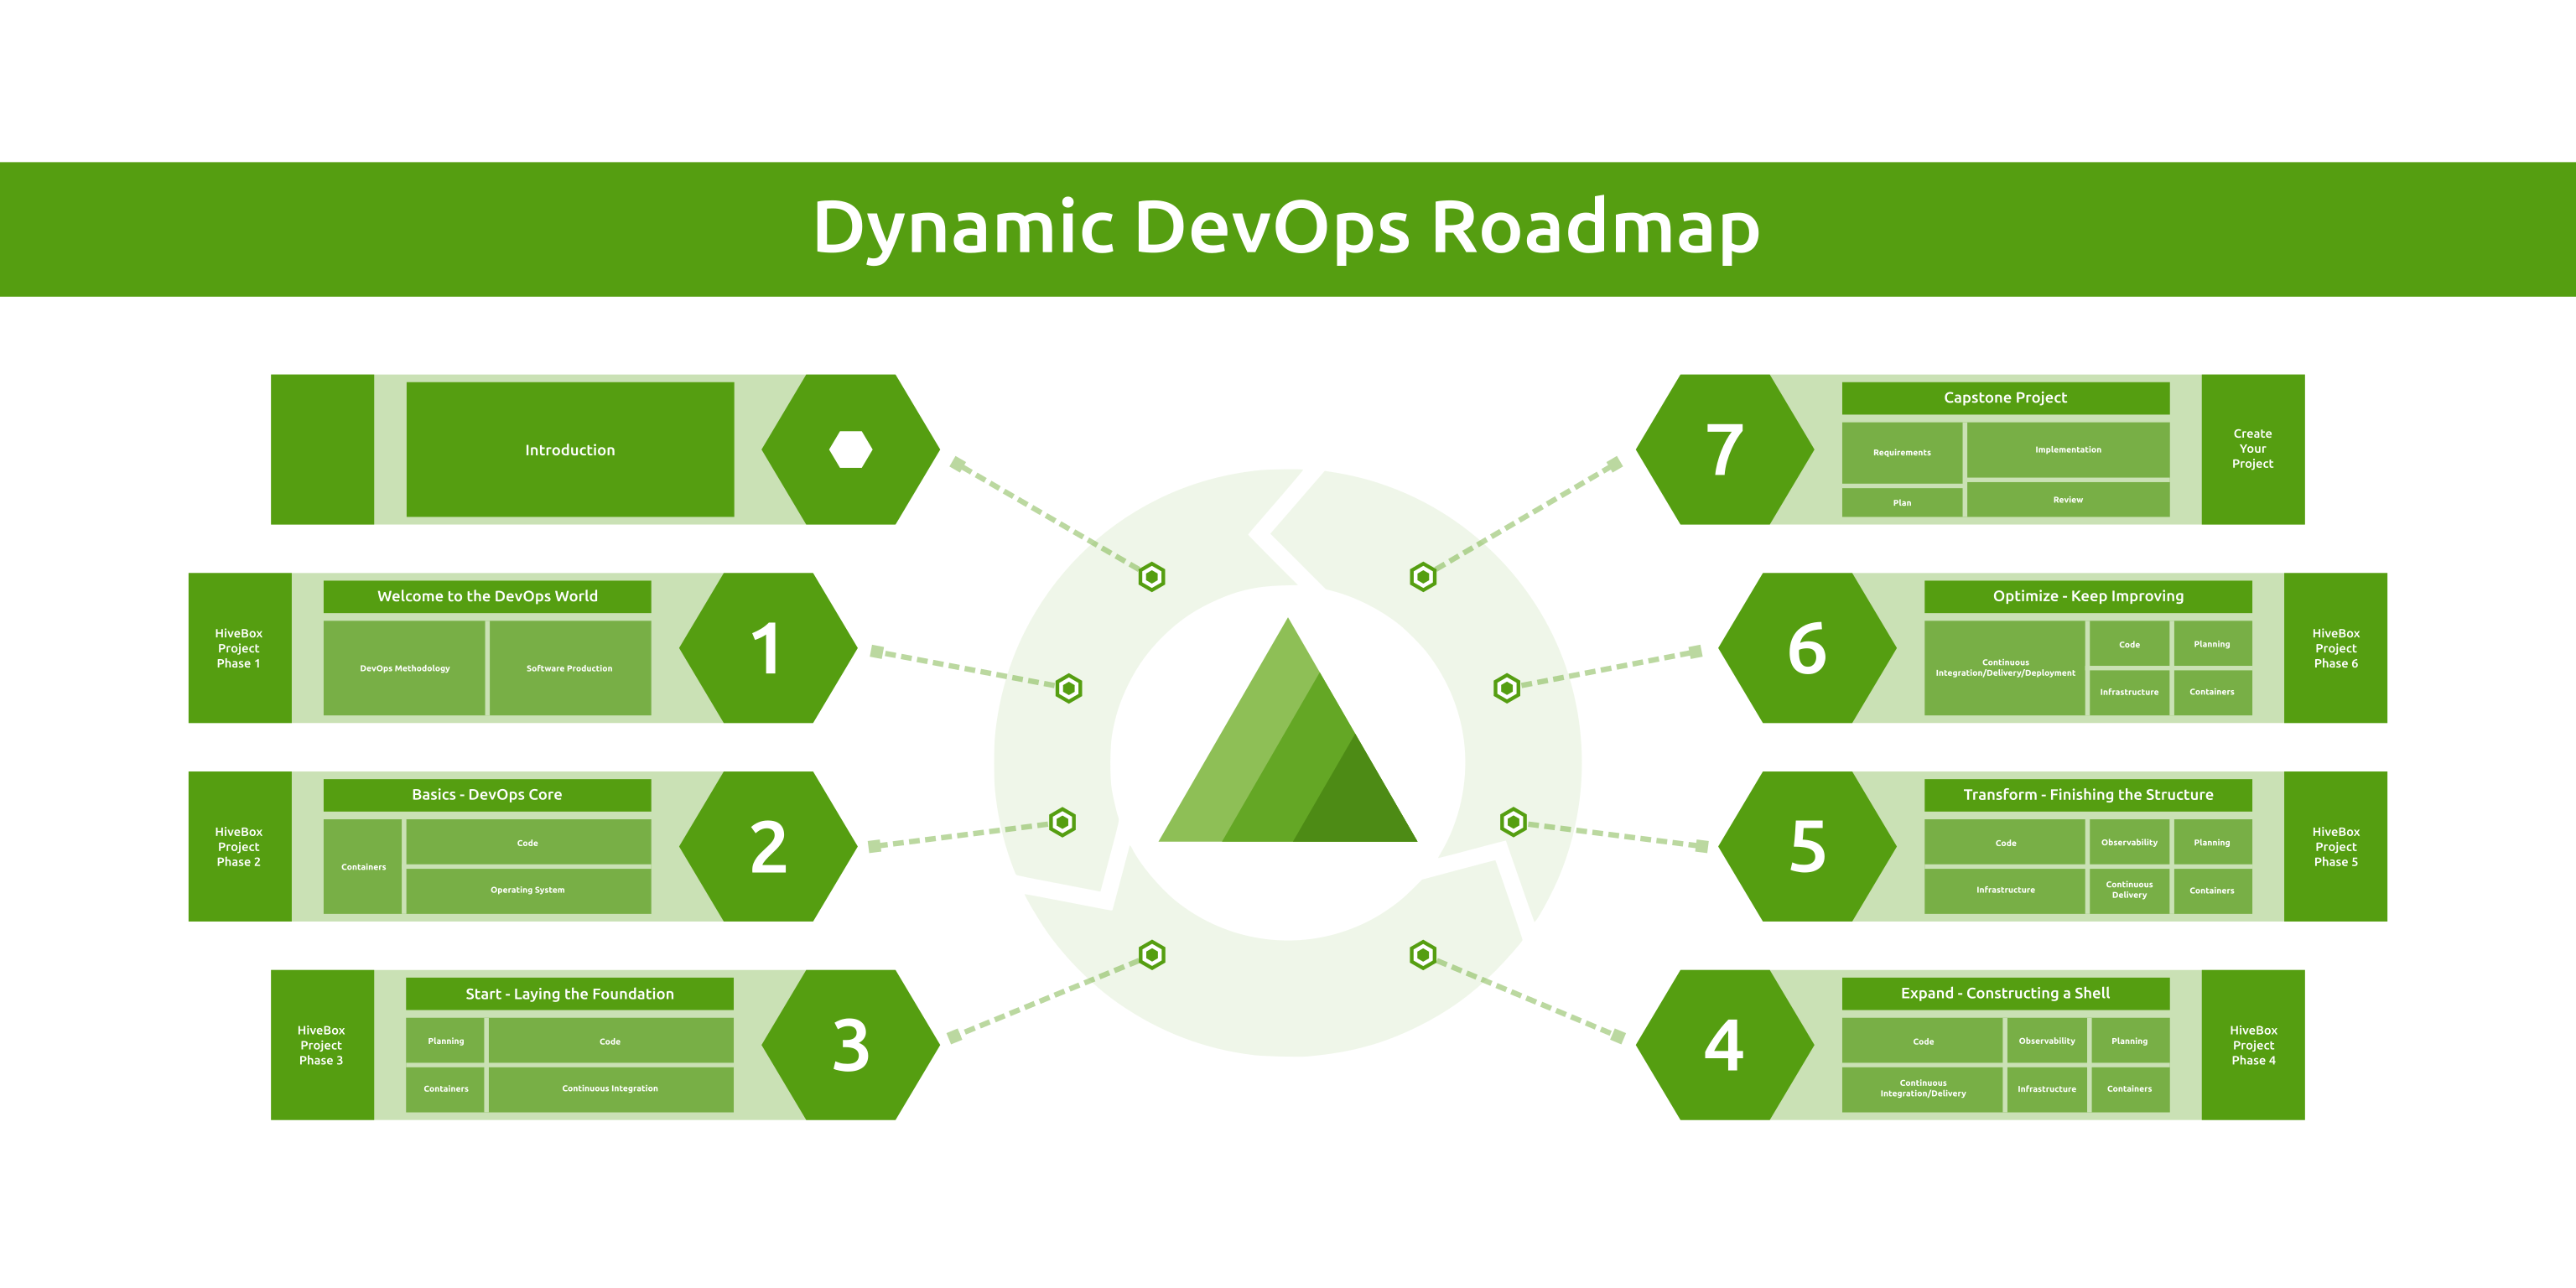 Dynamic DevOps Roadmap
Introduction
HiveBox
Project
Phase 1
Welcome to the DevOps World
DevOps Methodology
Software Production
1
HiveBox
Project
Phase 2
Basics - DevOps Core
Containers
Code
Operating System
2
HiveBox
Project
Phase 3
Start - Laying the Foundation
Planning
Code
Containers
Continuous Integration
3
4
Expand - Constructing a Shell
Code
Observability
Planning
Continuous
Integration/Delivery
Infrastructure
Containers
HiveBox
Project
Phase 4
5
Transform - Finishing the Structure
Code
Observability
Planning
Infrastructure
Continuous
Delivery
Containers
HiveBox
Project
Phase 5
6
Optimize - Keep Improving
Continuous
Integration/Delivery/Deployment
Code
Planning
Infrastructure
Containers
HiveBox
Project
Phase 6
7
Capstone Project
Requirements
Implementation
Plan
Review
Create
Your
Project